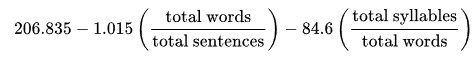 206.835 − 1.015 (total words / total sentences) − 84.6 (total syllables / total words)